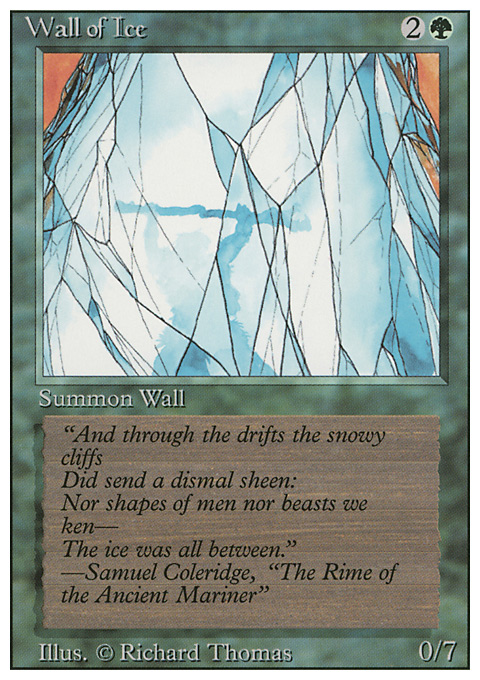 Wall of Ice 2
Summon Wall
“And through the drifts the snowy
cliffs
Did send a dismal sheen:
Nor shapes of men nor beasts we
ken—
The ice was all between.”
—Samuel Coleridge, “The Rime of
the Ancient Mariner”
Illus. © Richard Thomas 0/7